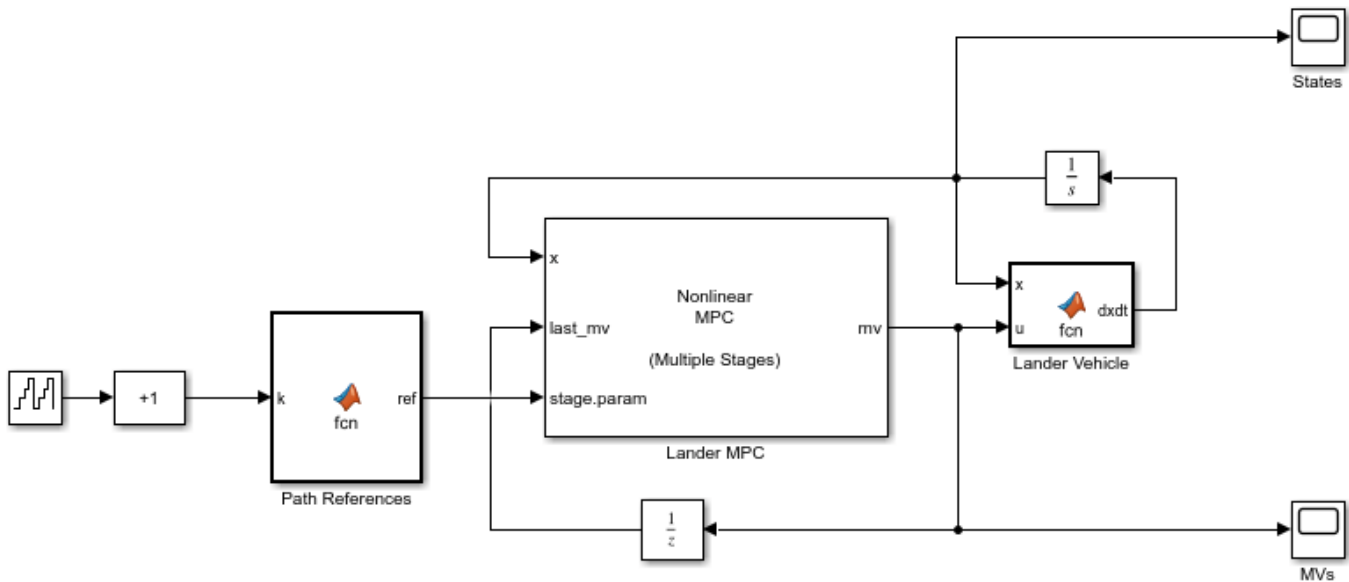 States
1
s
x
Nonlinear
MPC
x
dxdt
last_mv
mv
u
fcn
(Multiple Stages)
Lander Vehicle
+1
k
ref
stage.param
fcn
Lander MPC
Path References
1
z
MVs